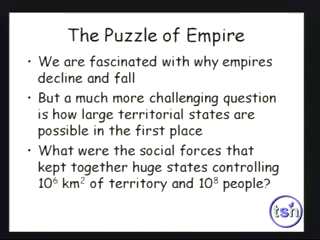 The Puzzle of Empire
• We are fascinated with why empires
decline and fall
• But a much more challenging question
is how large territorial states are
possible in the first place
• What were the social forces that
kept together huge states controlling
10⁶ km² of territory and 10⁸ people?
tsn